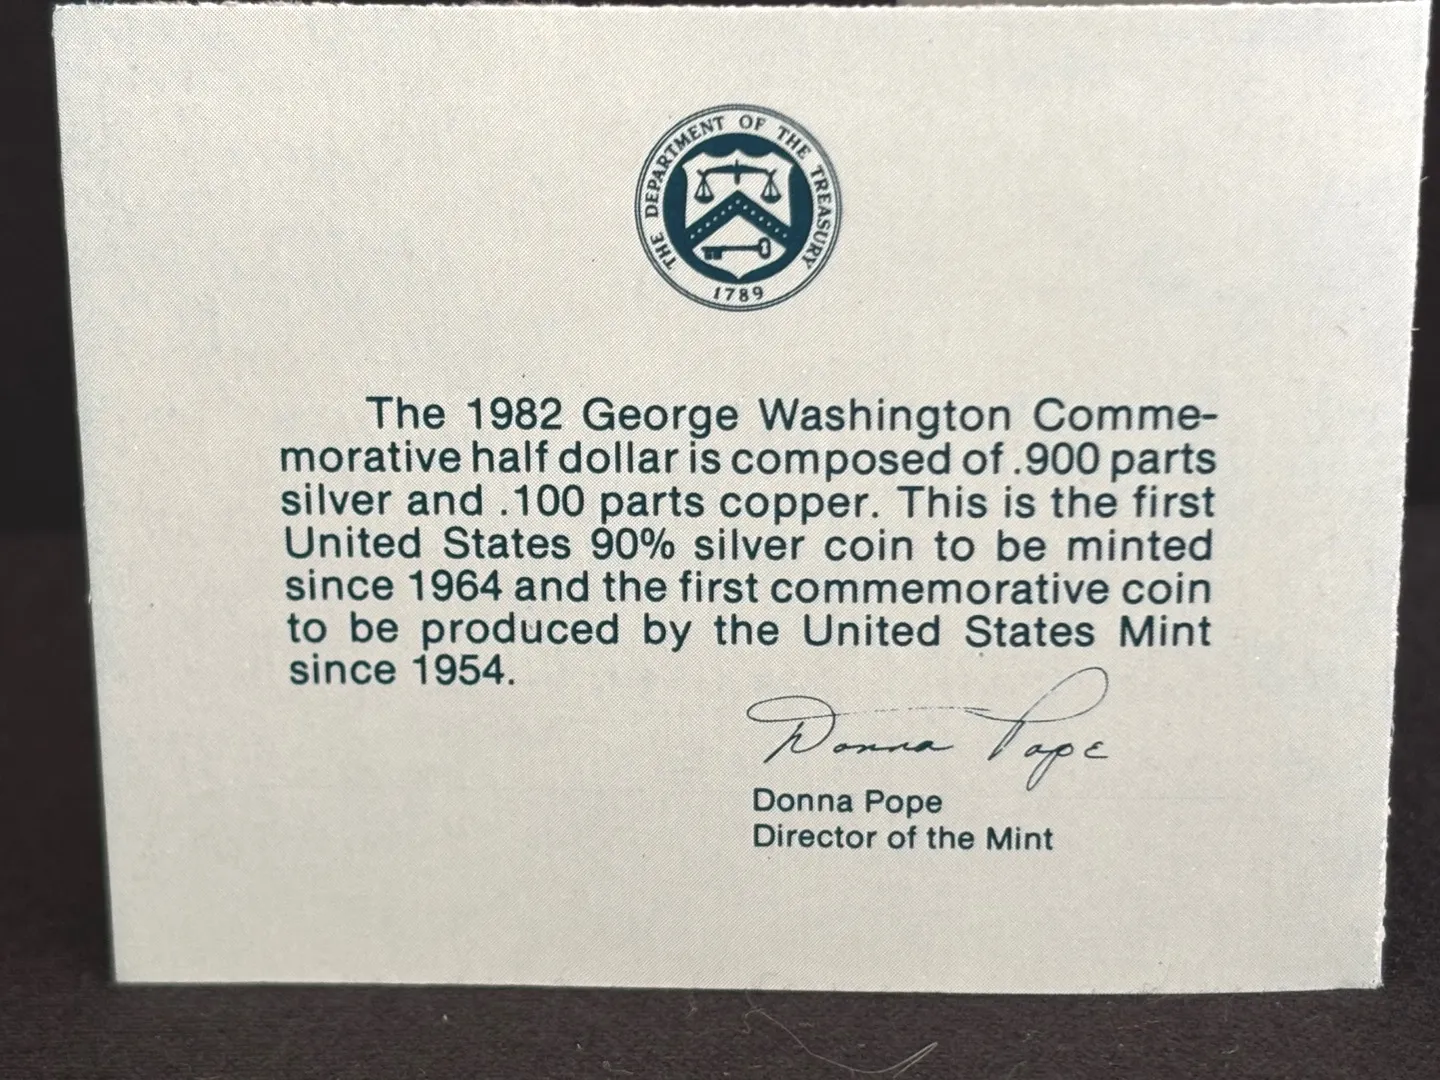 THE DEPARTMENT OF THE TREASURY
1789
The 1982 George Washington Comme-
morative half dollar is composed of .900 parts
silver and .100 parts copper. This is the first
United States 90% silver coin to be minted
since 1964 and the first commemorative coin
to be produced by the United States Mint
since 1954.
Donna Pope
Donna Pope
Director of the Mint